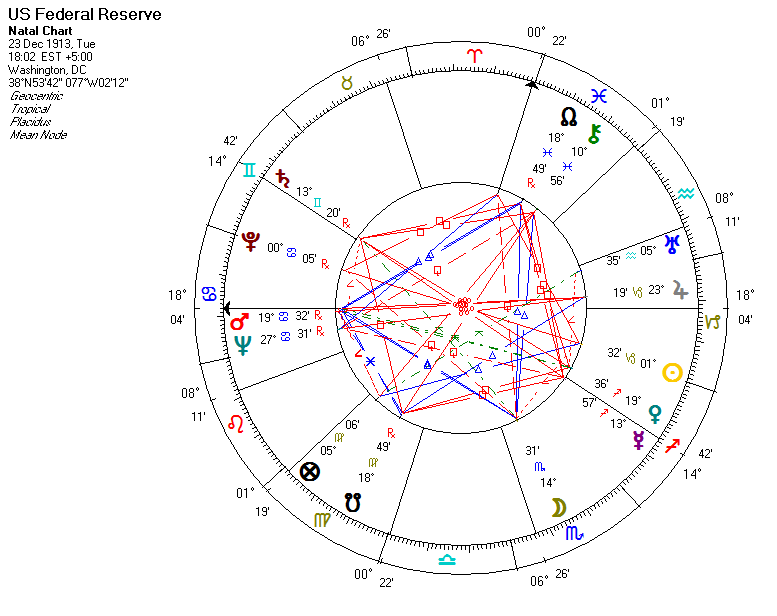 US Federal Reserve
Natal Chart
23 Dec 1913, Tue
18:02 EST +5:00
Washington, DC
38°N53'42" 077°W02'12"
Geocentric
Tropical
Placidus
Mean Node
00° ♈ 22'
06° ♉ 26'
01° ♓ 19'
42' ♊ 14°
08° ♒ 11'
18° ♋ 04'
18° ♑ 04'
08° ♌ 11'
42' ♐ 14°
01° ♍ 19'
00° ♎ 22'
06° ♏ 26'
☊ 18° ♓ 49' ℞
⚷ 10° ♓ 56'
♄ 13° ♊ 20' ℞
♇ 00° ♋ 05' ℞
♅ 05° ♒ 35'
♃ 23° ♑ 19'
♂ 19° ♋ 32' ℞
♆ 27° ♋ 31' ℞
☉ 01° ♑ 32'
♀ 19° ♐ 36'
☿ 13° ♐ 57'
⊗ 05° ♍ 06'
☋ 18° ♍ 49' ℞
☽ 14° ♏ 31'